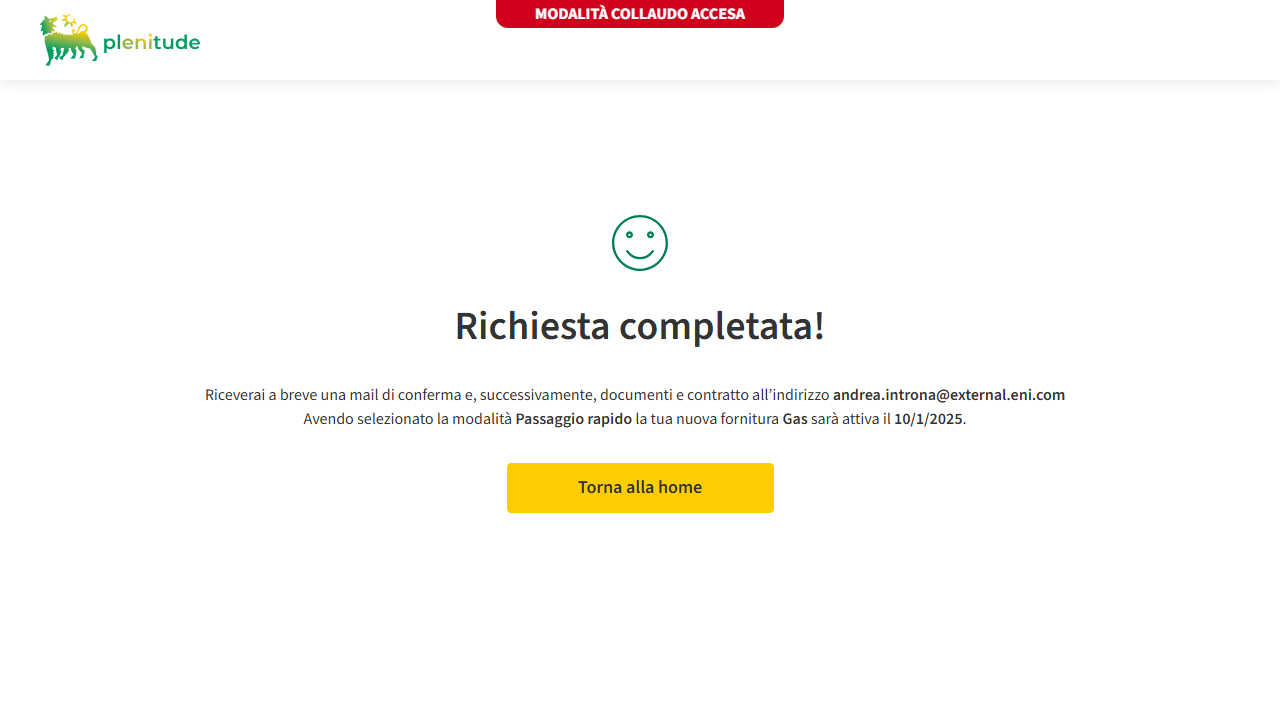 MODALITÀ COLLAUDO ACCESA
plenitude
Richiesta completata!
Riceverai a breve una mail di conferma e, successivamente, documenti e contratto all’indirizzo andrea.introna@external.eni.com
Avendo selezionato la modalità Passaggio rapido la tua nuova fornitura Gas sarà attiva il 10/1/2025.
Torna alla home